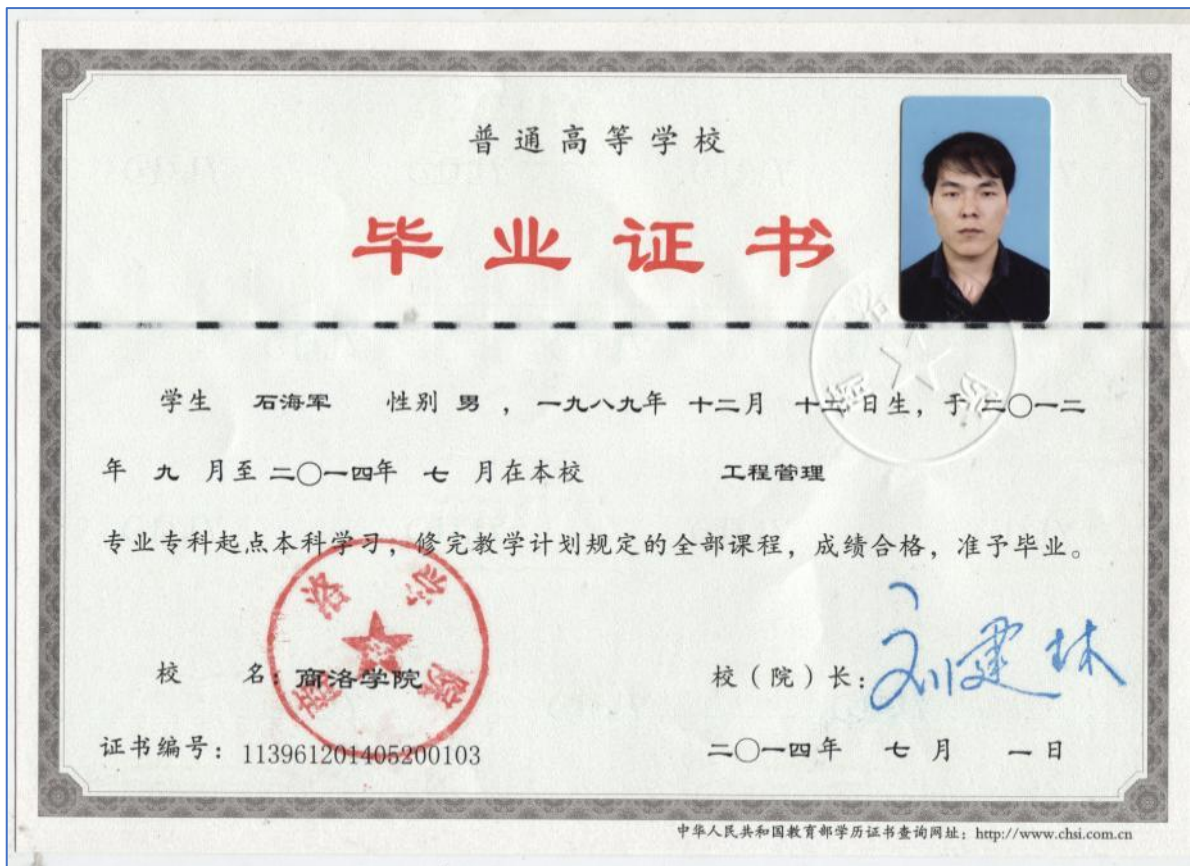 普通高等学校
毕业证书
学生 石海军 性别 男 ，一九八九年 十二月 十二日生，于 二〇一二
年 九 月至 二〇一四年 七 月在本校 工程管理
专业专科起点本科学习，修完教学计划规定的全部课程，成绩合格，准予毕业。
校 名：商洛学院
校（院）长：刘建林
证书编号：113961201405200103
二〇一四年 七 月 一 日
中华人民共和国教育部学历证书查询网址：http://www.chsi.com.cn